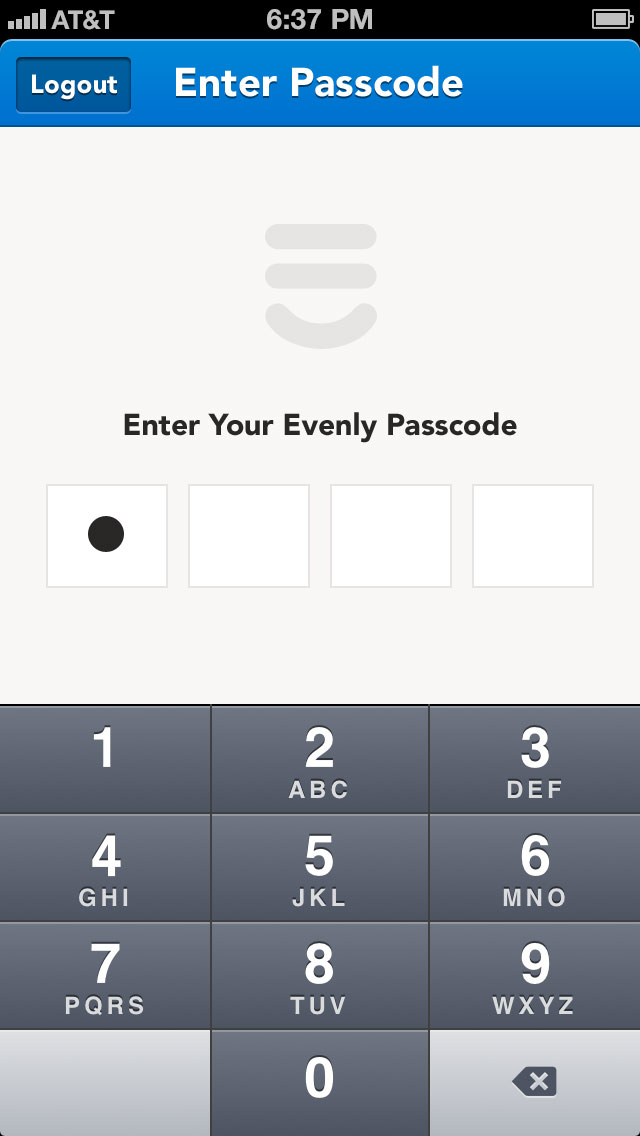 AT&T 6:37 PM
Logout Enter Passcode
Enter Your Evenly Passcode
1 2 3
ABC DEF
4 5 6
GHI JKL MNO
7 8 9
PQRS TUV WXYZ
0